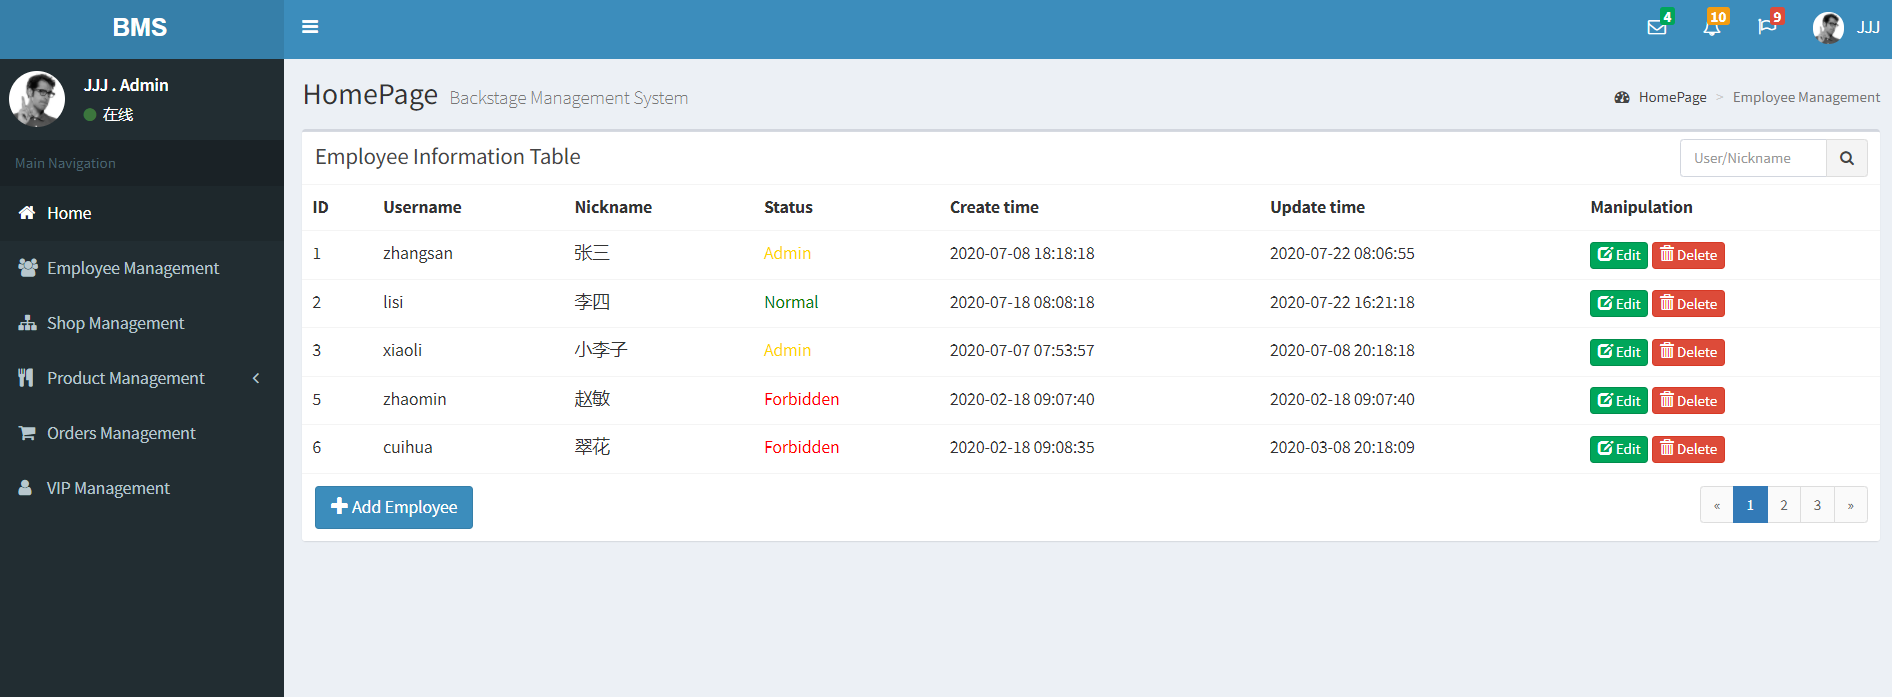 BMS
4
10
9
JJJ
JJJ . Admin
在线
Main Navigation
Home
Employee Management
Shop Management
Product Management
Orders Management
VIP Management
HomePage Backstage Management System
HomePage > Employee Management
Employee Information Table
User/Nickname
ID Username Nickname Status Create time Update time Manipulation
1 zhangsan 张三 Admin 2020-07-08 18:18:18 2020-07-22 08:06:55 Edit Delete
2 lisi 李四 Normal 2020-07-18 08:08:18 2020-07-22 16:21:18 Edit Delete
3 xiaoli 小李子 Admin 2020-07-07 07:53:57 2020-07-08 20:18:18 Edit Delete
5 zhaomin 赵敏 Forbidden 2020-02-18 09:07:40 2020-02-18 09:07:40 Edit Delete
6 cuihua 翠花 Forbidden 2020-02-18 09:08:35 2020-03-08 20:18:09 Edit Delete
Add Employee
« 1 2 3 »